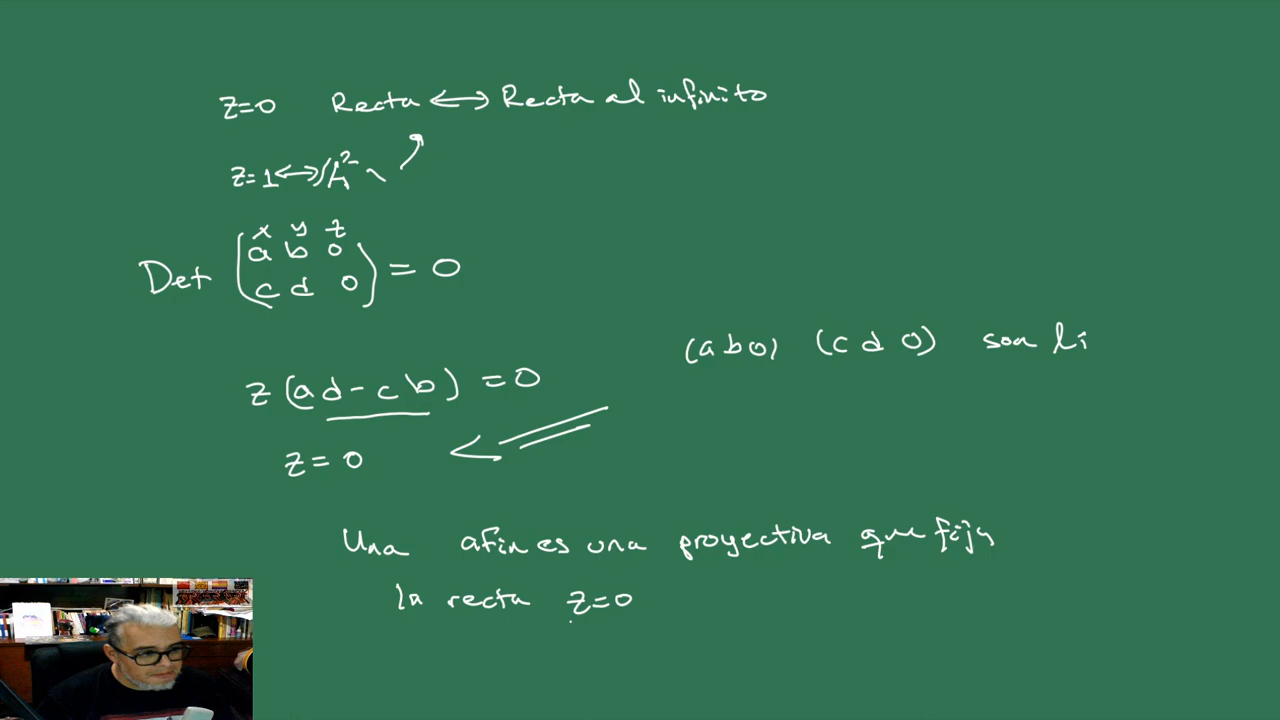 z=0 Recta ⟷ Recta al infinito
z=1 ⟷ A²
Det ( x y z
a b 0
c d 0 ) = 0
(a b 0) (c d 0) son li
z(ad-cb) = 0
z=0 ⟸
Una afin es una proyectiva que fija
la recta z=0